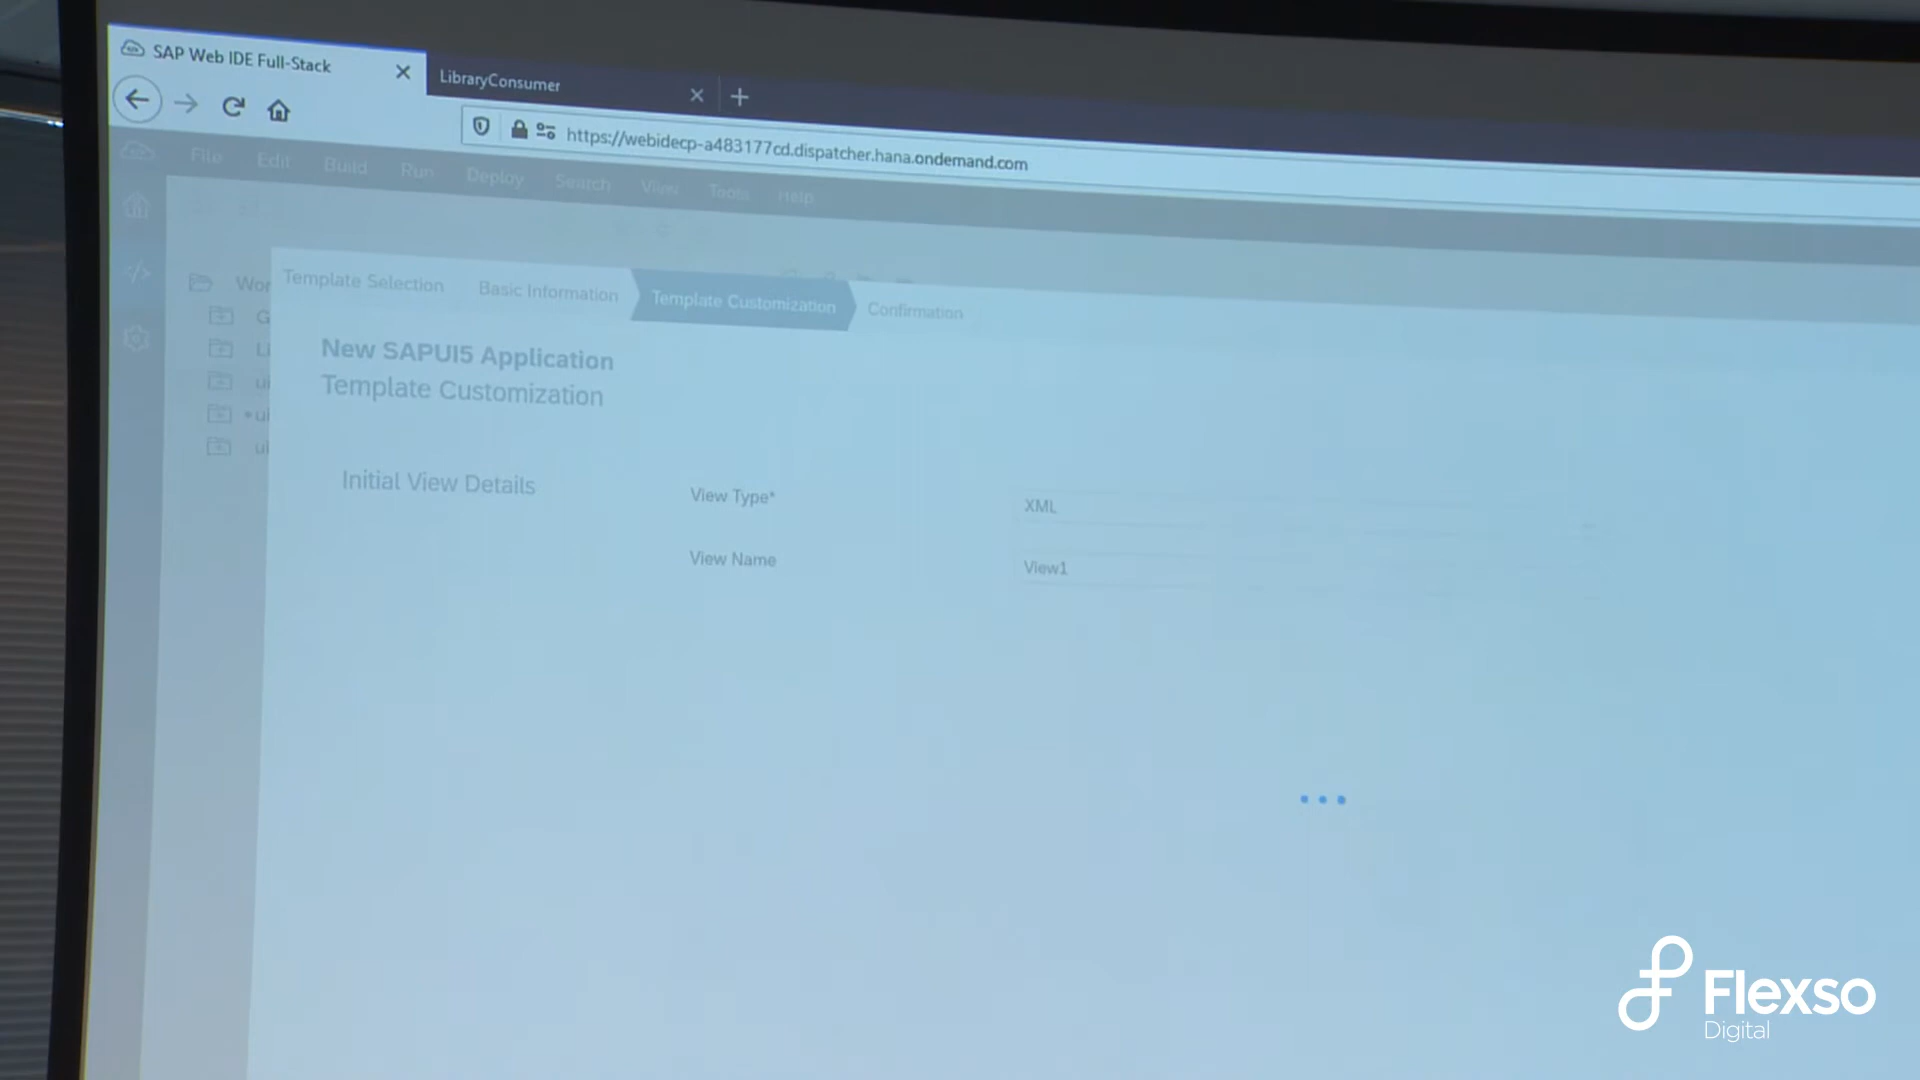 SAP Web IDE Full-Stack
LibraryConsumer
https://webidecp-a483177cd.dispatcher.hana.ondemand.com
File Edit Build Run Deploy Search View Tools Help
Template Selection Basic Information Template Customization Confirmation
New SAPUI5 Application
Template Customization
Initial View Details
View Type* XML
View Name View1
Flexso
Digital